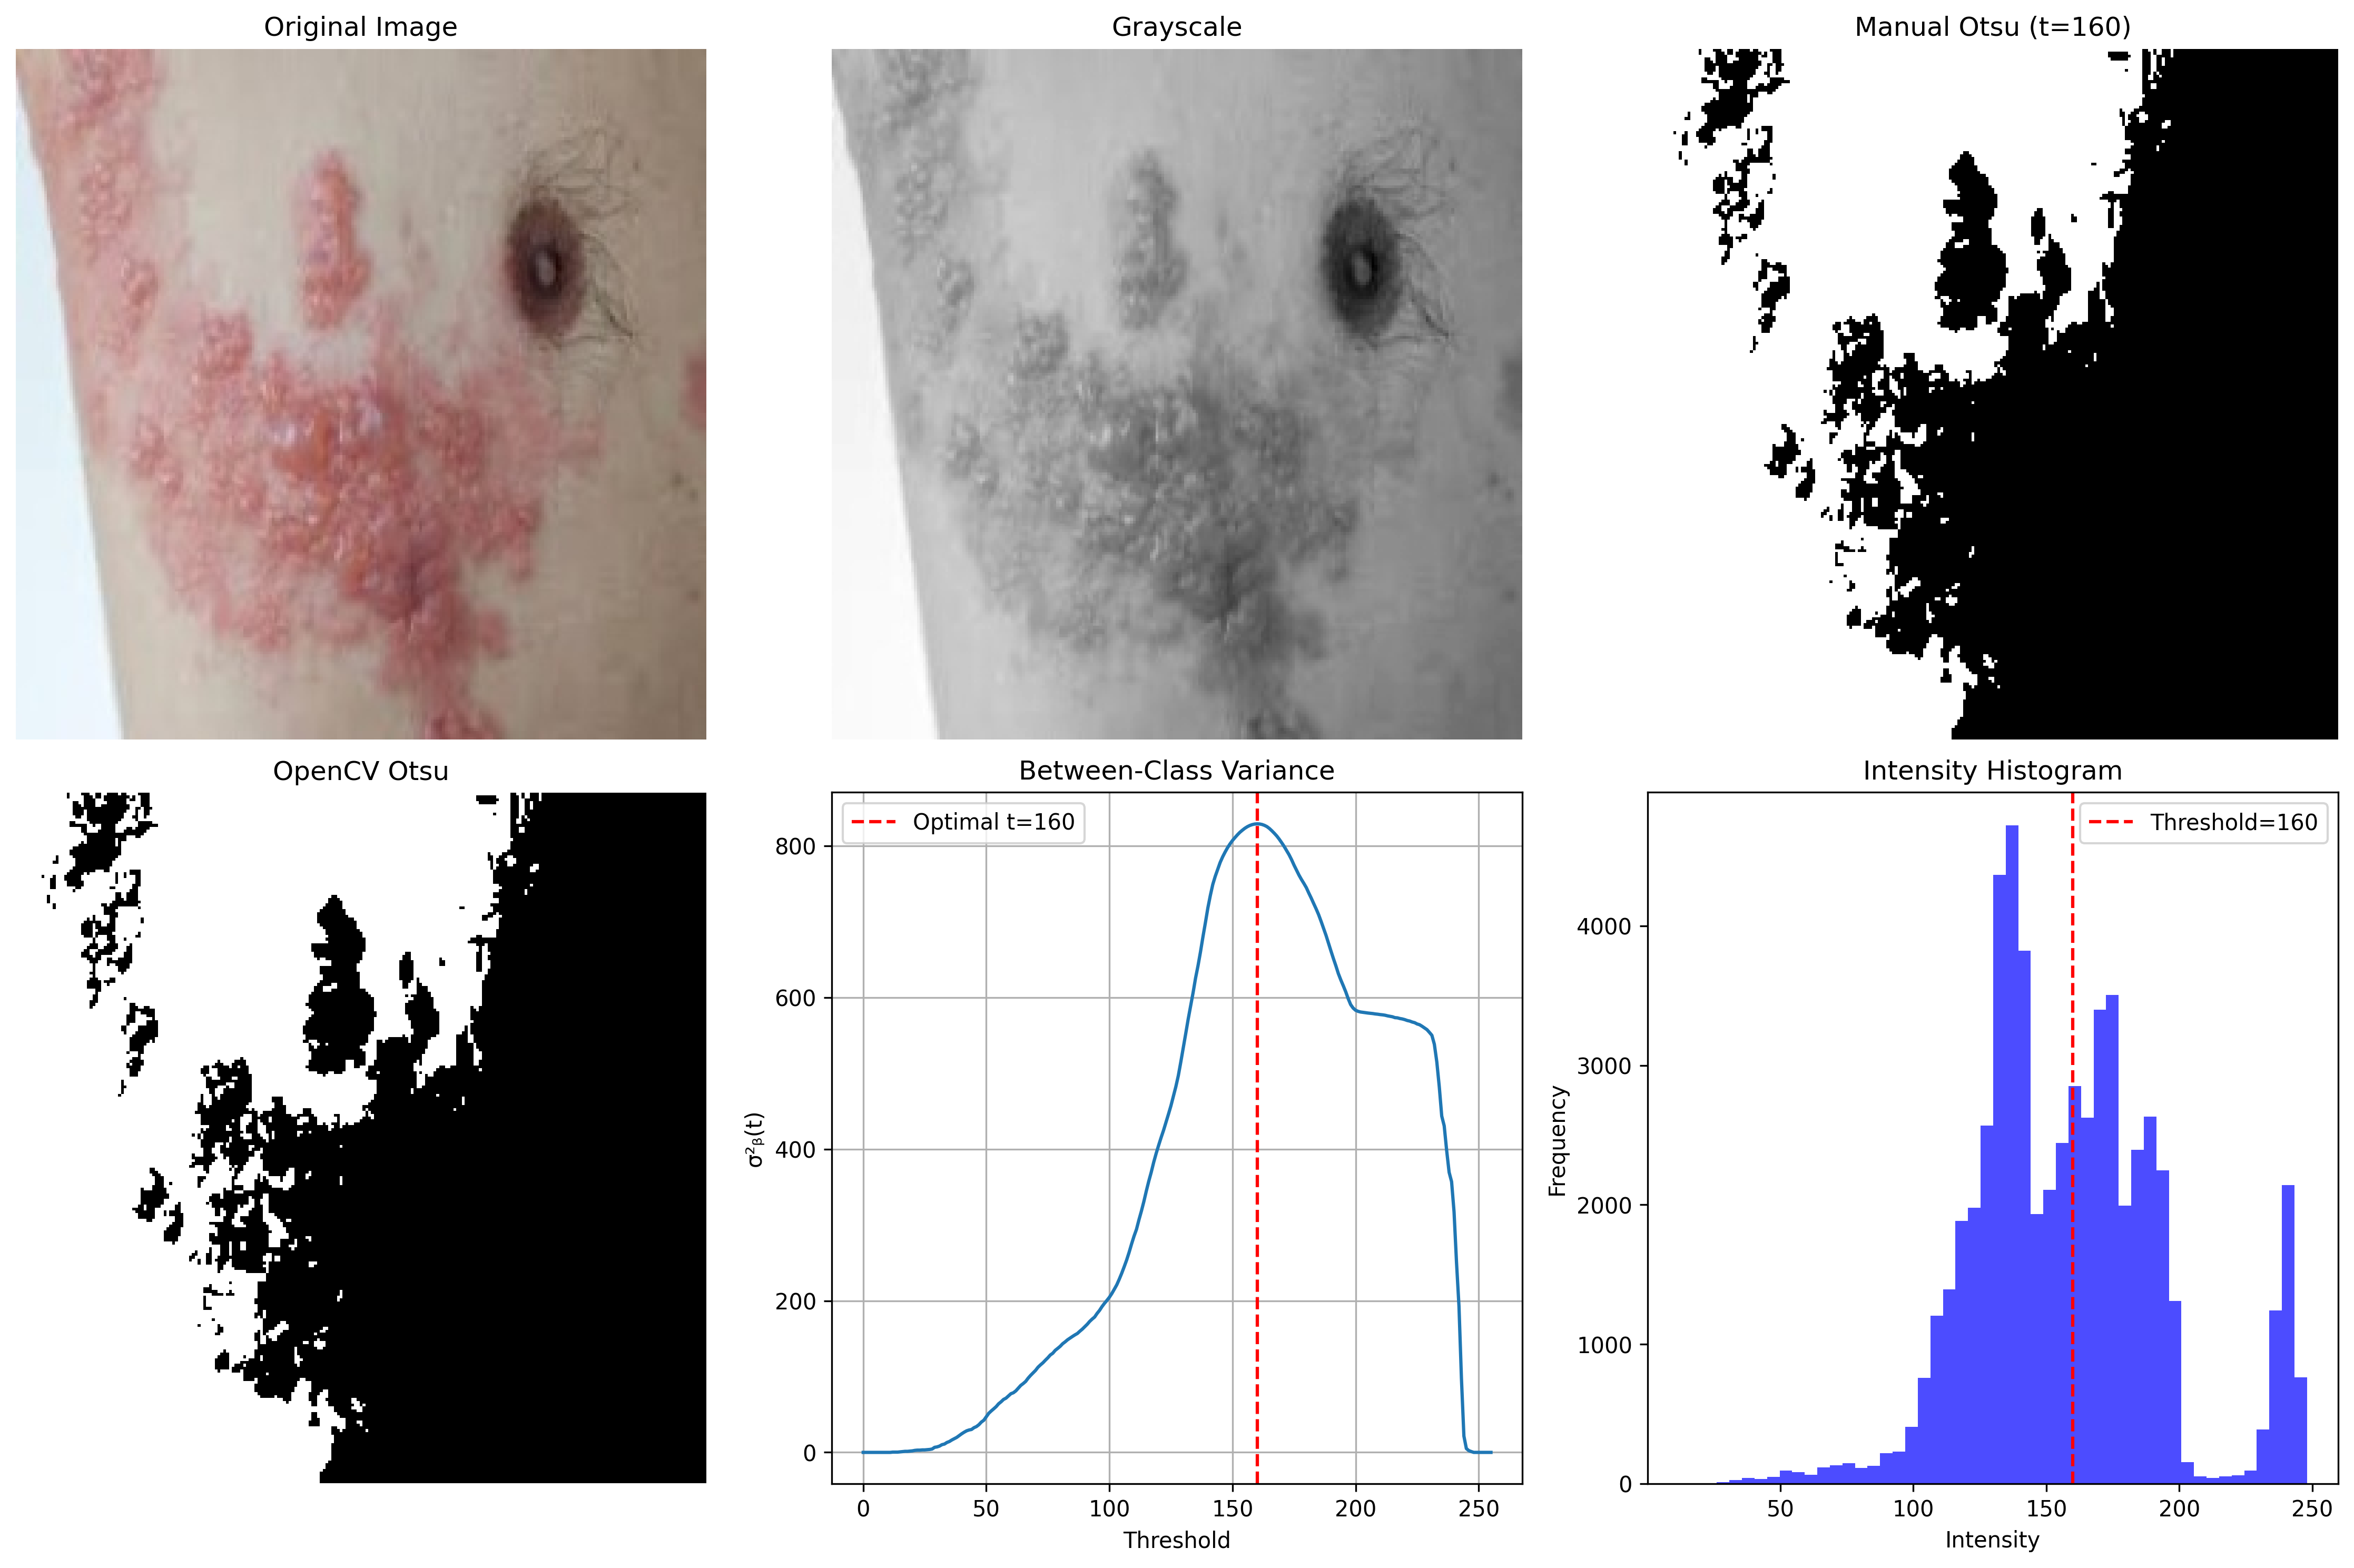 Original Image
Grayscale
Manual Otsu (t=160)
OpenCV Otsu
Between-Class Variance
Optimal t=160
800
600
400
200
0
σ²ᵦ(t)
0 50 100 150 200 250
Threshold
Intensity Histogram
Threshold=160
4000
3000
2000
1000
0
Frequency
50 100 150 200 250
Intensity